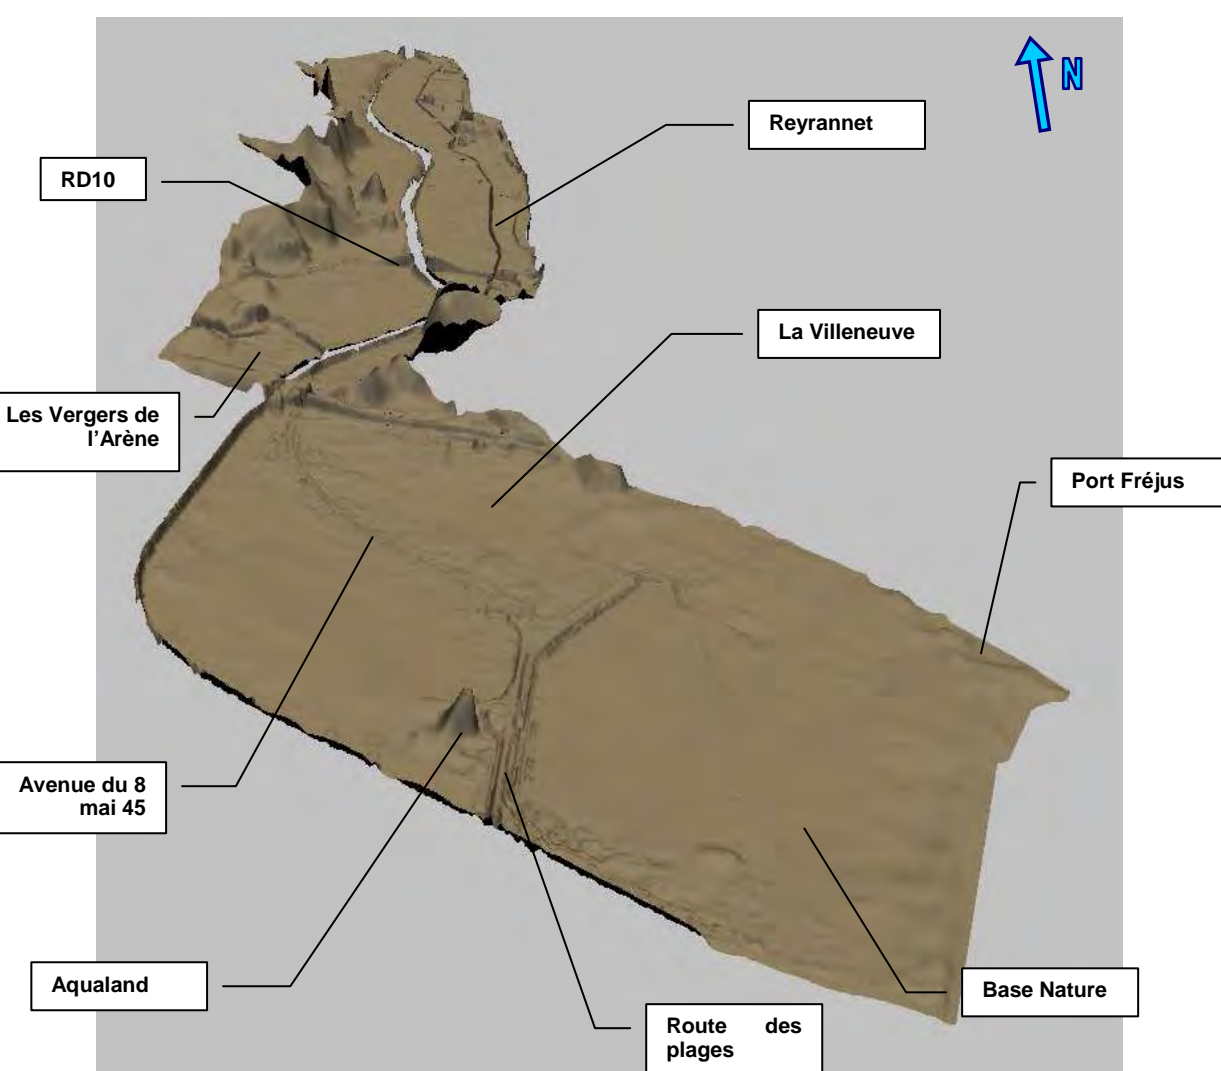 N
Reyrannet
RD10
La Villeneuve
Les Vergers de
l'Arène
Port Fréjus
Avenue du 8
mai 45
Aqualand
Base Nature
Route des
plages